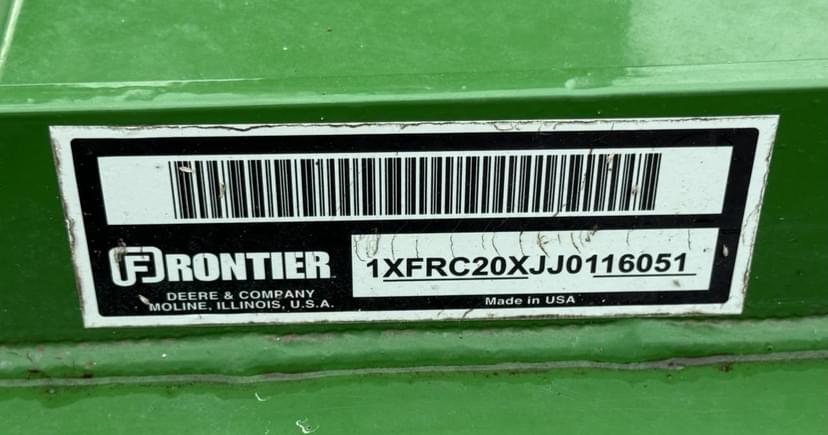 FRONTIER
DEERE & COMPANY
MOLINE, ILLINOIS, U.S.A.
1XFRC20XJJ0116051
Made in USA